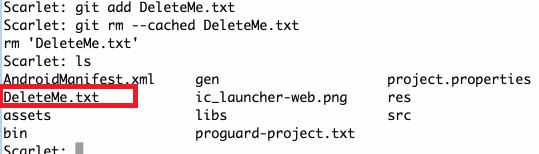 Scarlet: git add DeleteMe.txt
Scarlet: git rm --cached DeleteMe.txt
rm 'DeleteMe.txt'
Scarlet: ls
AndroidManifest.xml gen project.properties
DeleteMe.txt ic_launcher-web.png res
assets libs src
bin proguard-project.txt
Scarlet: